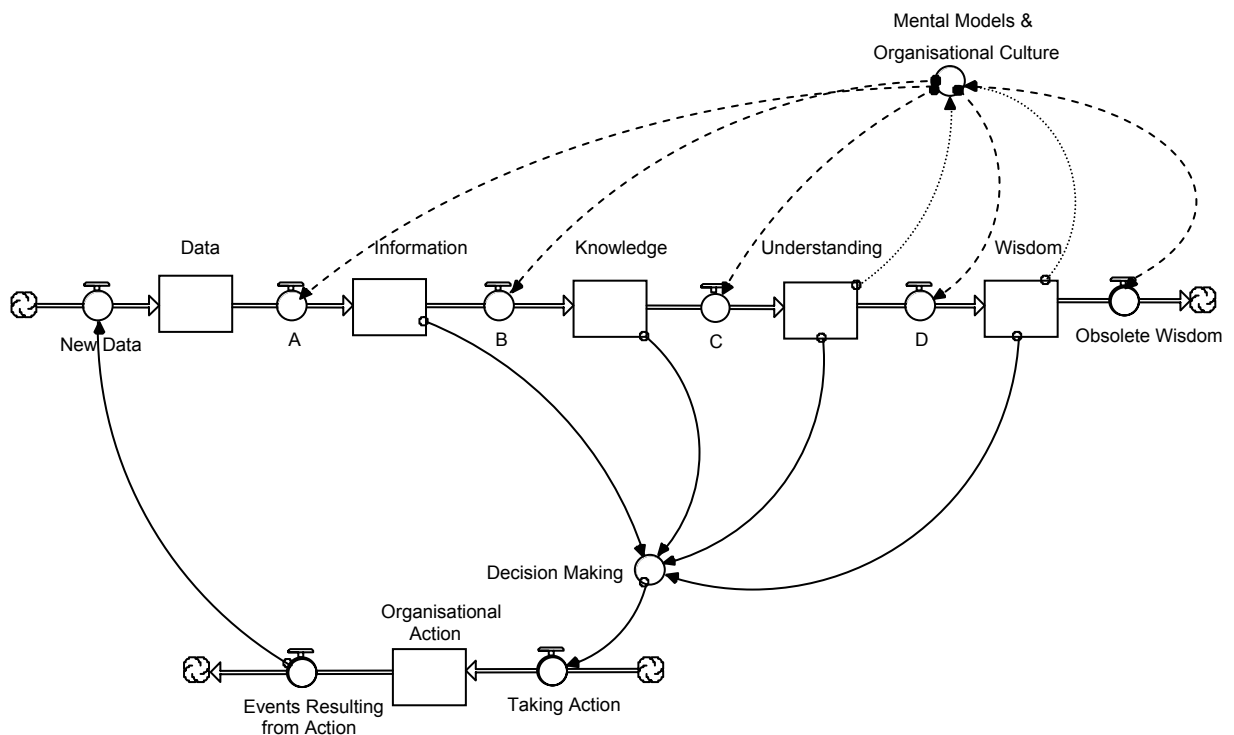 Mental Models &
Organisational Culture
Data
Information
Knowledge
Understanding
Wisdom
New Data
A
B
C
D
Obsolete Wisdom
Decision Making
Organisational
Action
Events Resulting
from Action
Taking Action